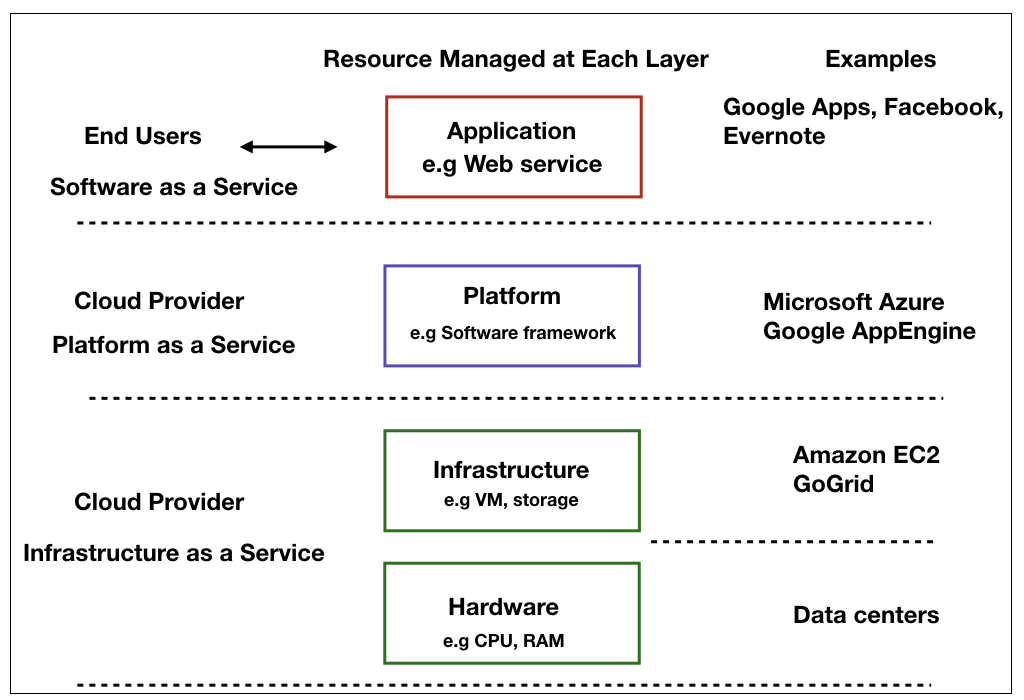 Resource Managed at Each Layer
Examples
End Users
Software as a Service
Application
e.g Web service
Google Apps, Facebook,
Evernote
Cloud Provider
Platform as a Service
Platform
e.g Software framework
Microsoft Azure
Google AppEngine
Cloud Provider
Infrastructure as a Service
Infrastructure
e.g VM, storage
Amazon EC2
GoGrid
Hardware
e.g CPU, RAM
Data centers